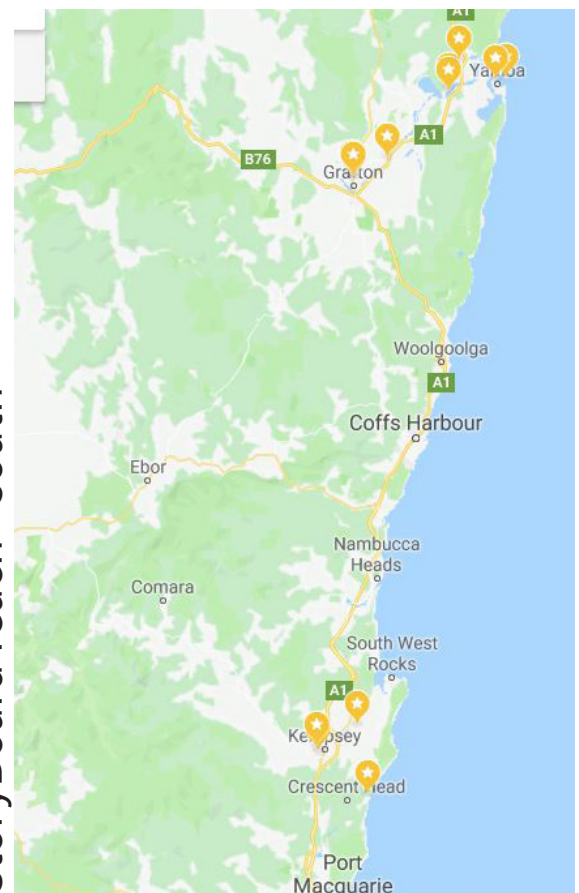 A1
Yamba
A1
B76
Grafton
Woolgoolga
A1
Coffs Harbour
Ebor
Nambucca
Heads
Comara
South West
Rocks
A1
Kempsey
Crescent Head
Port
Macquarie